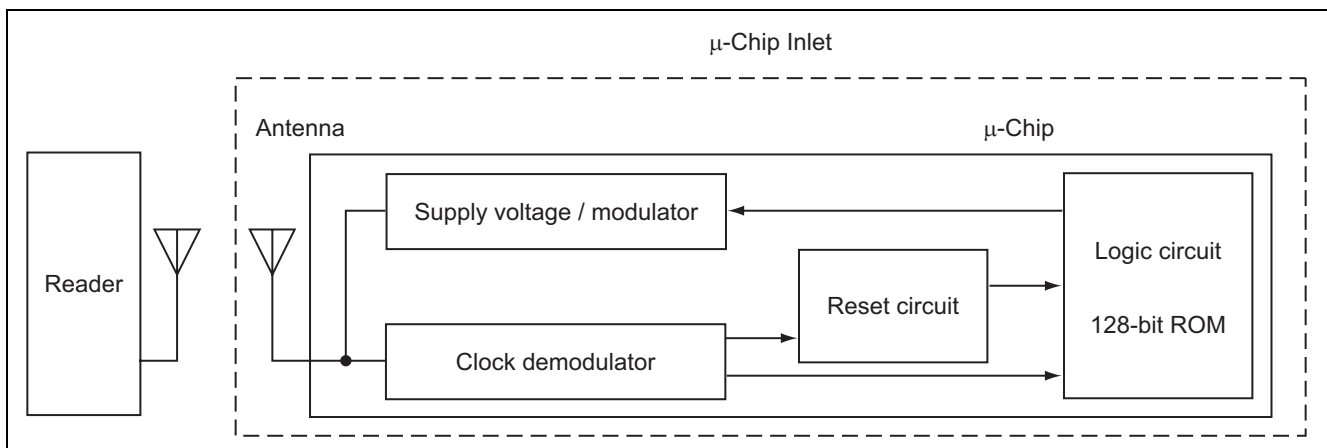 μ-Chip Inlet
Antenna
μ-Chip
Supply voltage / modulator
Logic circuit
128-bit ROM
Reset circuit
Reader
Clock demodulator